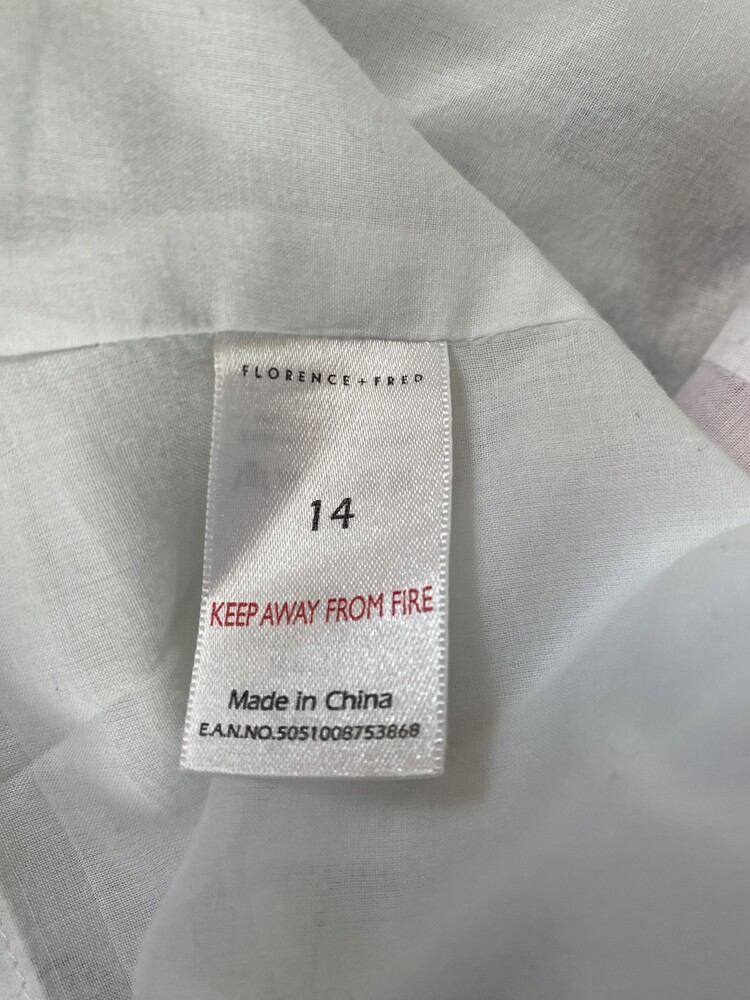 FLORENCE + FRED
14
KEEP AWAY FROM FIRE
Made in China
E.A.N.NO.5051008753868